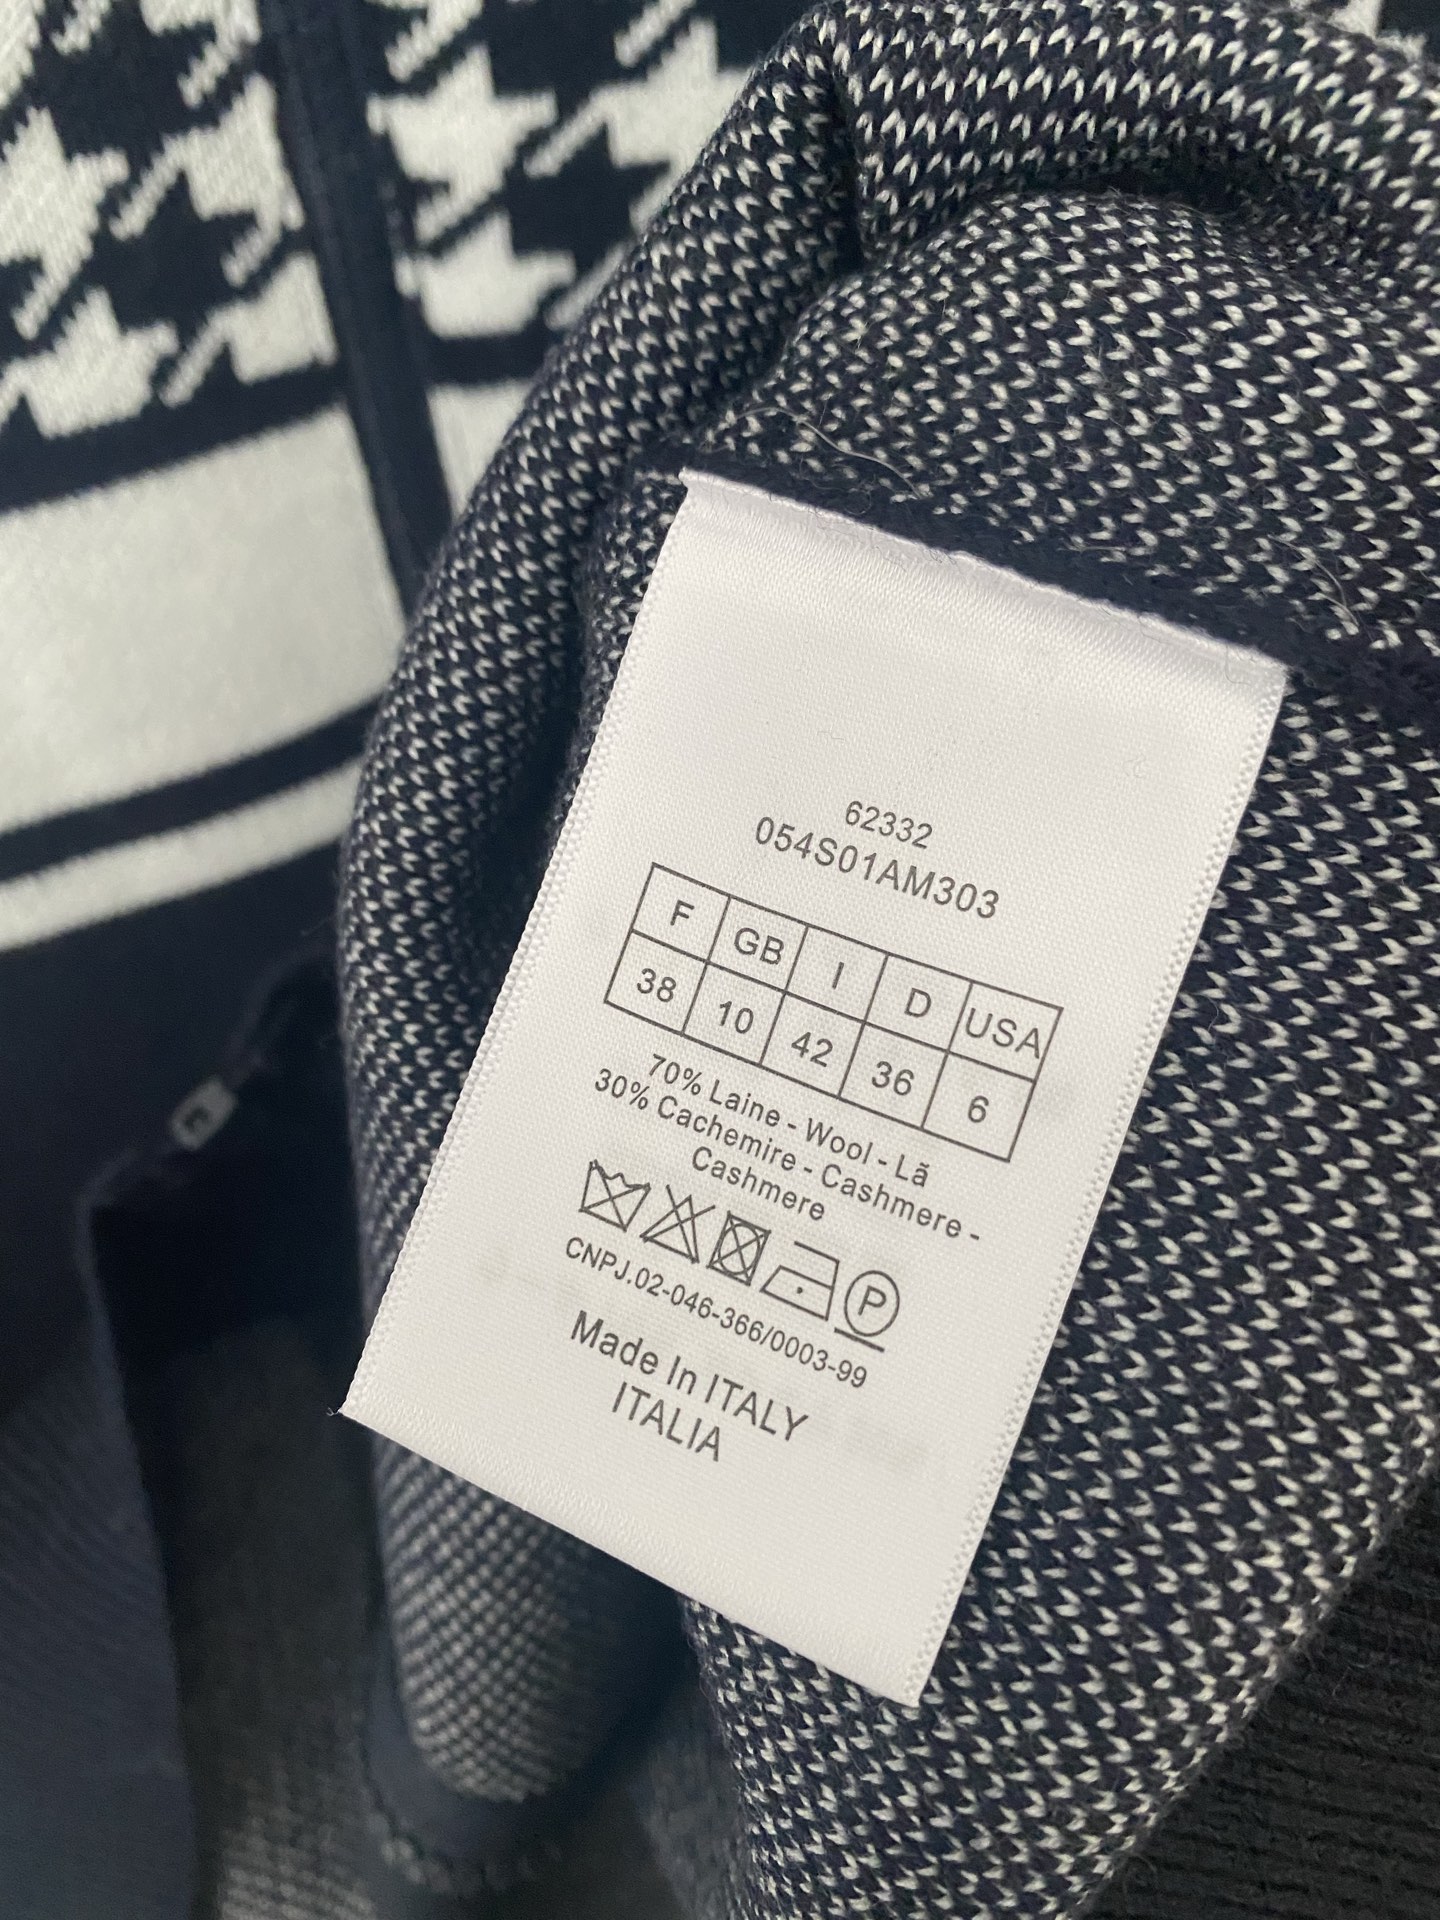 62332
054S01AM303
F GB I D USA
38 10 42 36 6
70% Laine - Wool - Lã
30% Cachemire - Cashmere -
Cashmere
P
CNPJ.02-046-366/0003-99
Made In ITALY
ITALIA